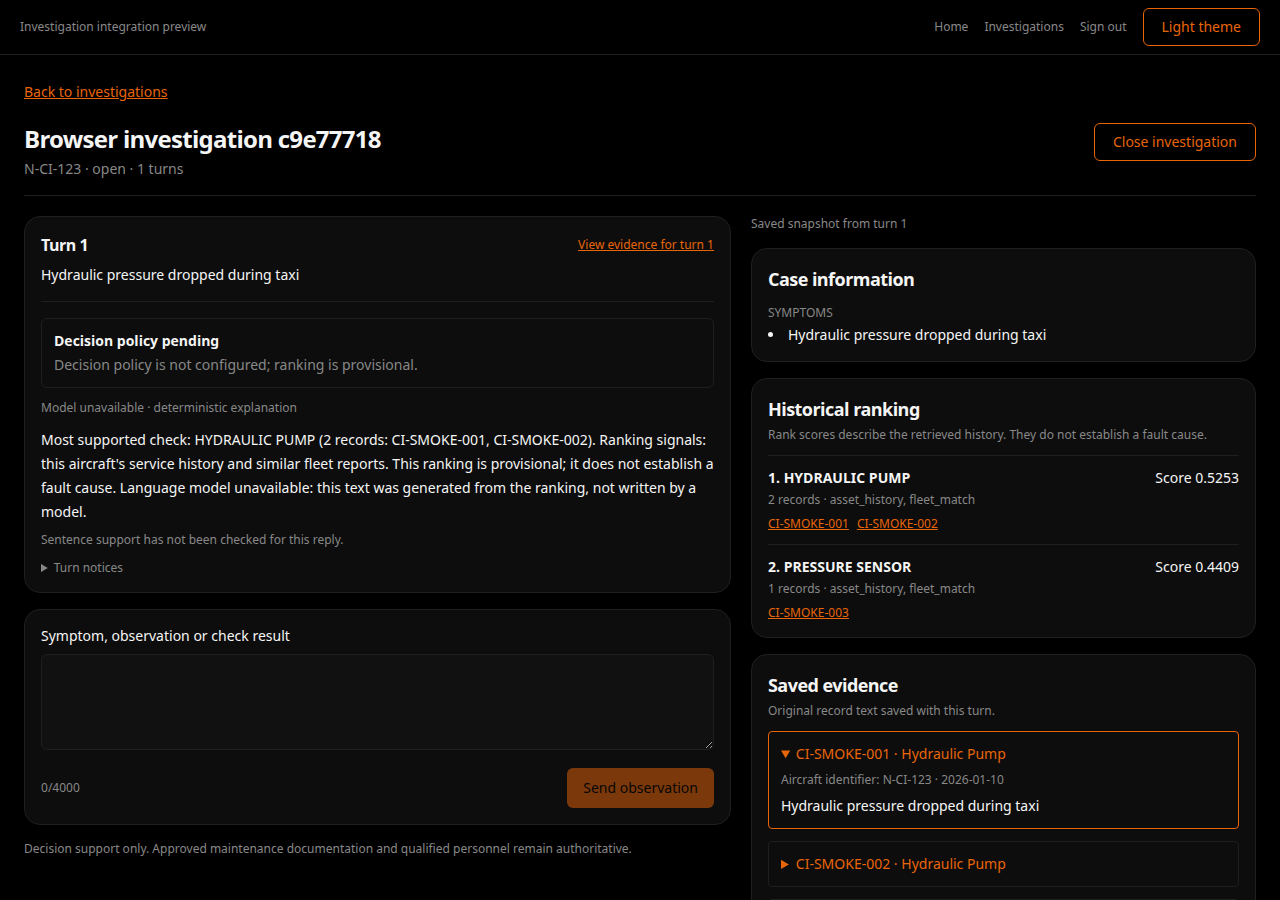 Investigation integration preview
Home Investigations Sign out Light theme
Back to investigations
Browser investigation c9e77718
Close investigation
N-CI-123 · open · 1 turns
Turn 1
View evidence for turn 1
Hydraulic pressure dropped during taxi
Decision policy pending
Decision policy is not configured; ranking is provisional.
Model unavailable · deterministic explanation
Most supported check: HYDRAULIC PUMP (2 records: CI-SMOKE-001, CI-SMOKE-002). Ranking signals:
this aircraft's service history and similar fleet reports. This ranking is provisional; it does not establish a
fault cause. Language model unavailable: this text was generated from the ranking, not written by a
model.
Sentence support has not been checked for this reply.
Turn notices
Symptom, observation or check result
0/4000
Send observation
Decision support only. Approved maintenance documentation and qualified personnel remain authoritative.
Saved snapshot from turn 1
Case information
SYMPTOMS
Hydraulic pressure dropped during taxi
Historical ranking
Rank scores describe the retrieved history. They do not establish a fault cause.
1. HYDRAULIC PUMP Score 0.5253
2 records · asset_history, fleet_match
CI-SMOKE-001 CI-SMOKE-002
2. PRESSURE SENSOR Score 0.4409
1 records · asset_history, fleet_match
CI-SMOKE-003
Saved evidence
Original record text saved with this turn.
CI-SMOKE-001 · Hydraulic Pump
Aircraft identifier: N-CI-123 · 2026-01-10
Hydraulic pressure dropped during taxi
CI-SMOKE-002 · Hydraulic Pump